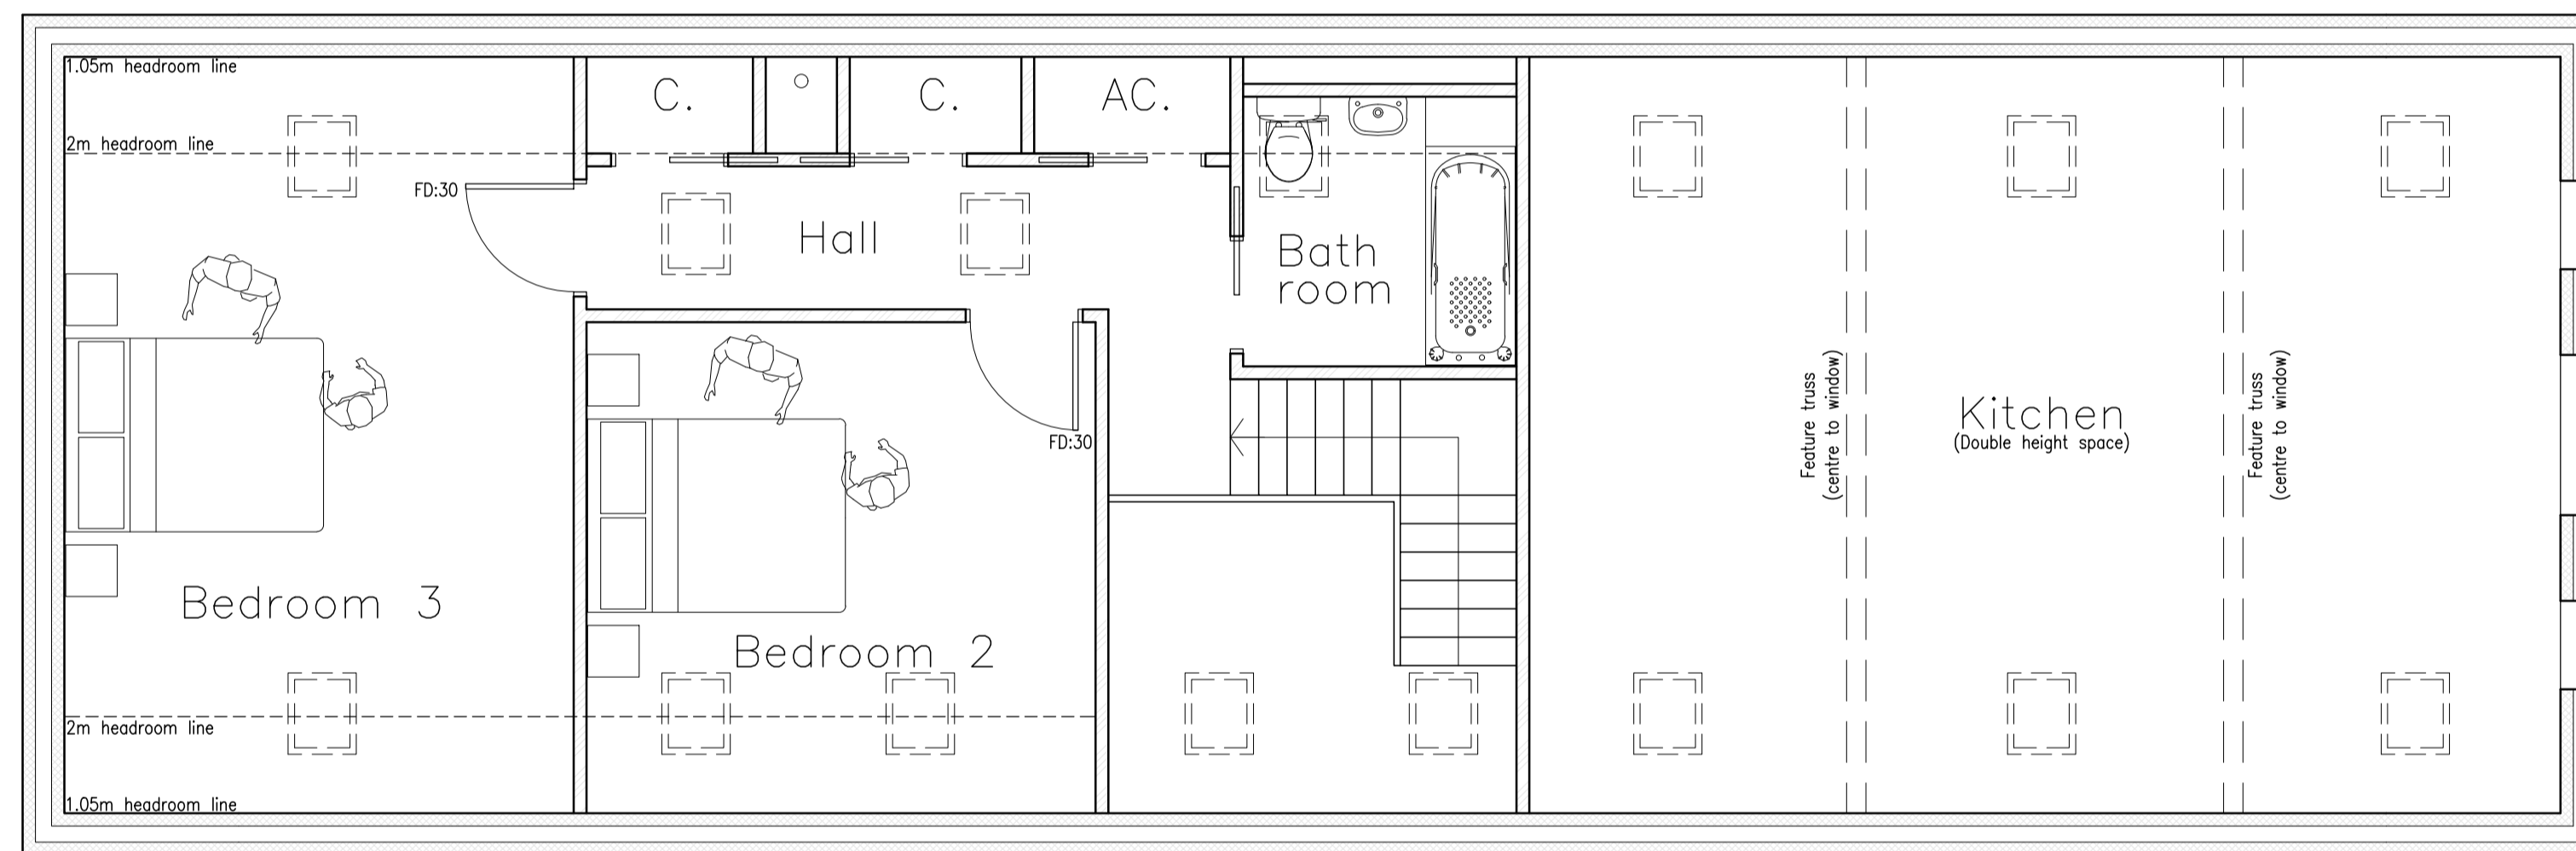 1.05m headroom line
C.
C.
AC.
2m headroom line
FD:30
Hall
Bath
room
Feature truss
(centre to window)
Kitchen
(Double height space)
Feature truss
(centre to window)
FD:30
Bedroom 3
Bedroom 2
2m headroom line
1.05m headroom line